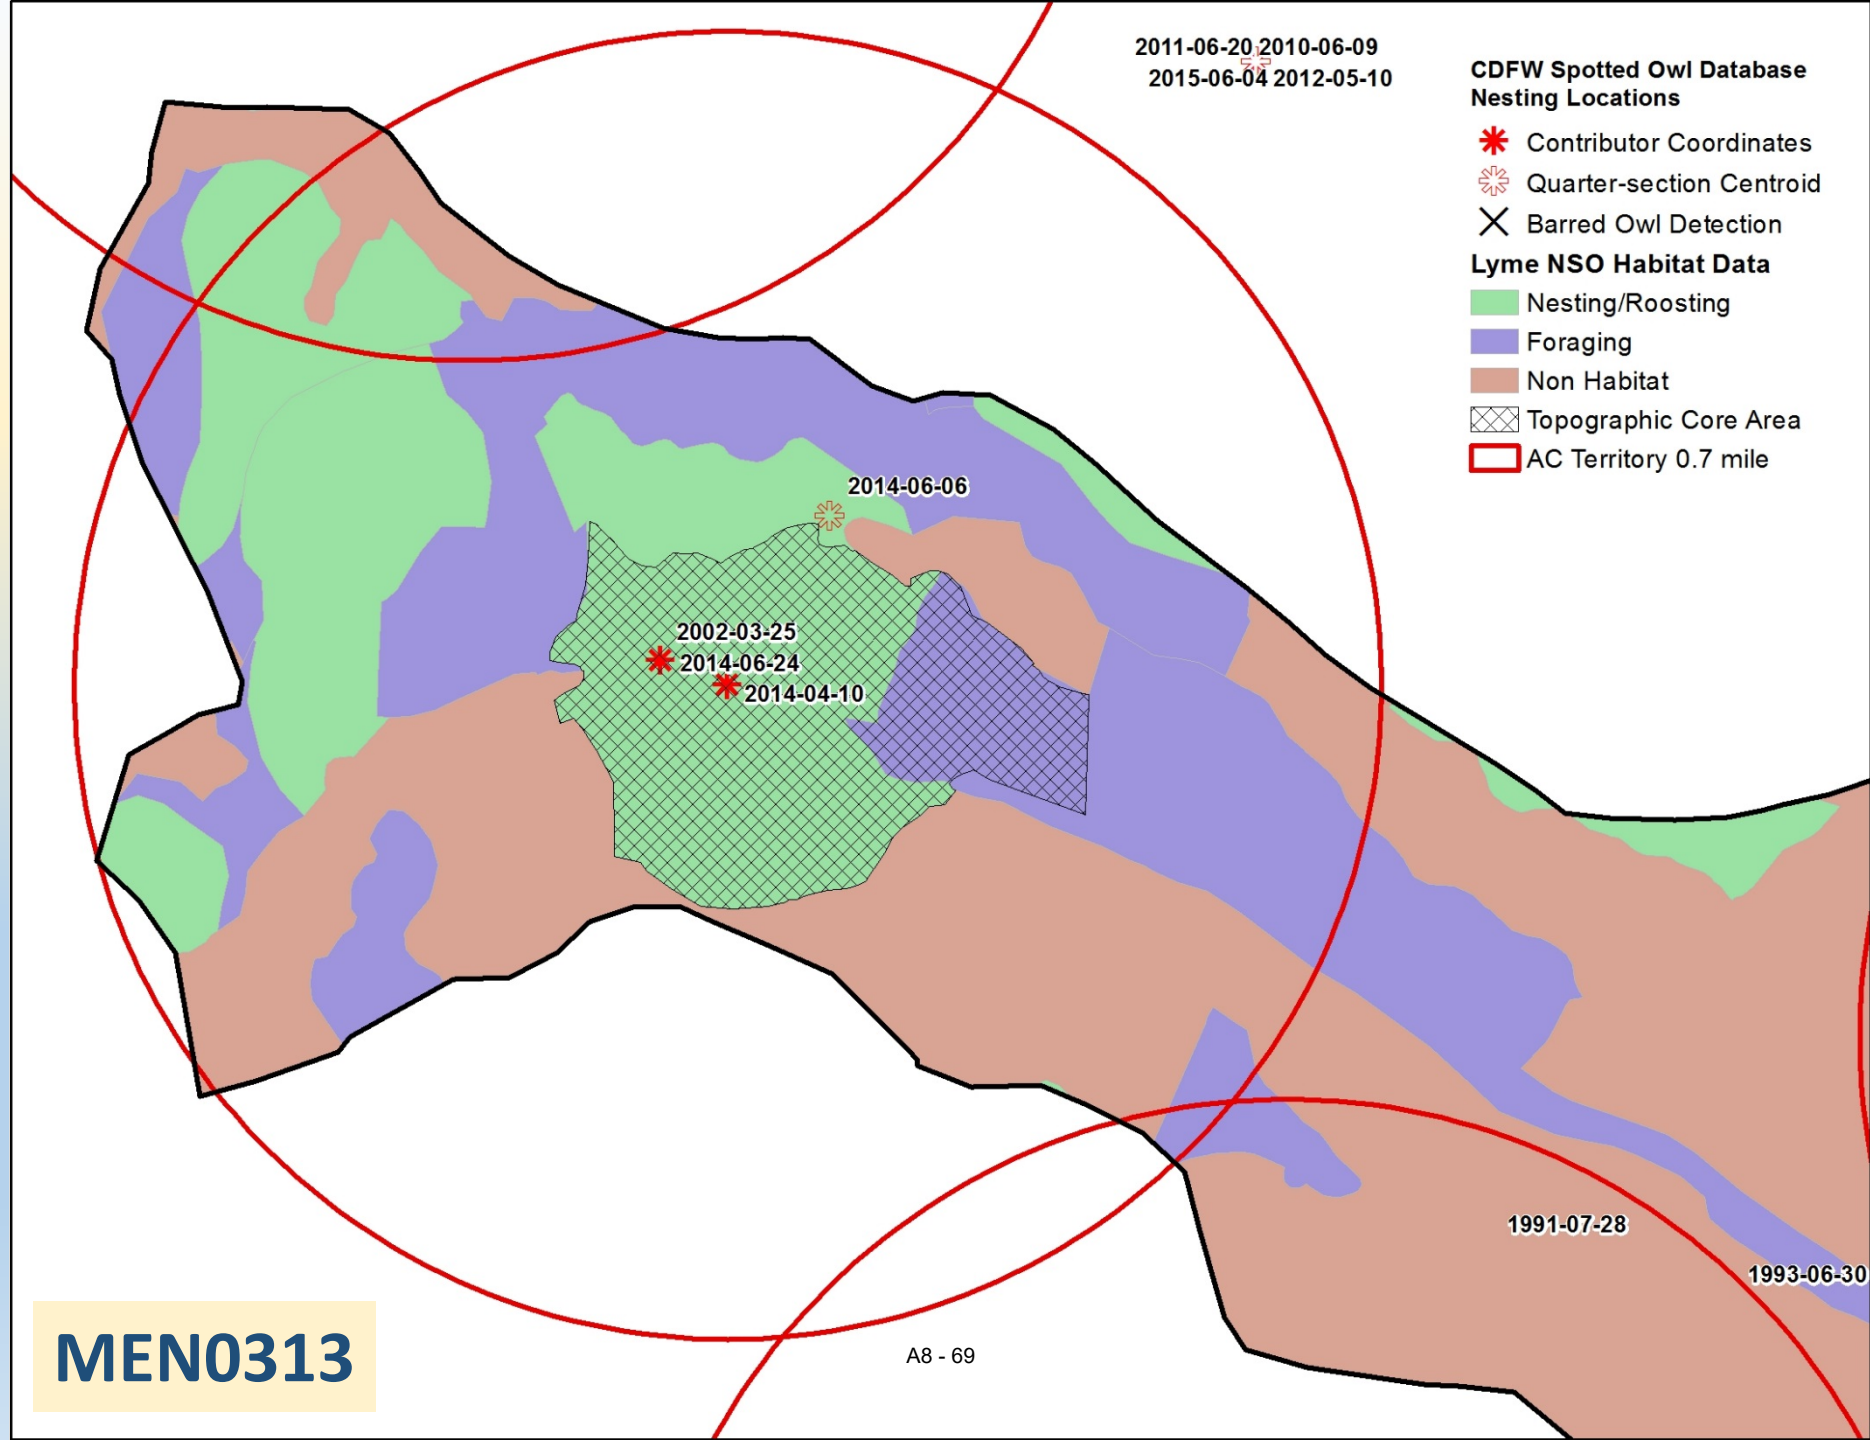 2011-06-20 2010-06-09
2015-06-04 2012-05-10
CDFW Spotted Owl Database
Nesting Locations
Contributor Coordinates
Quarter-section Centroid
Barred Owl Detection
Lyme NSO Habitat Data
Nesting/Roosting
Foraging
Non Habitat
Topographic Core Area
AC Territory 0.7 mile
2014-06-06
2002-03-25
2014-06-24
2014-04-10
1991-07-28
1993-06-30
MEN0313
A8 - 69